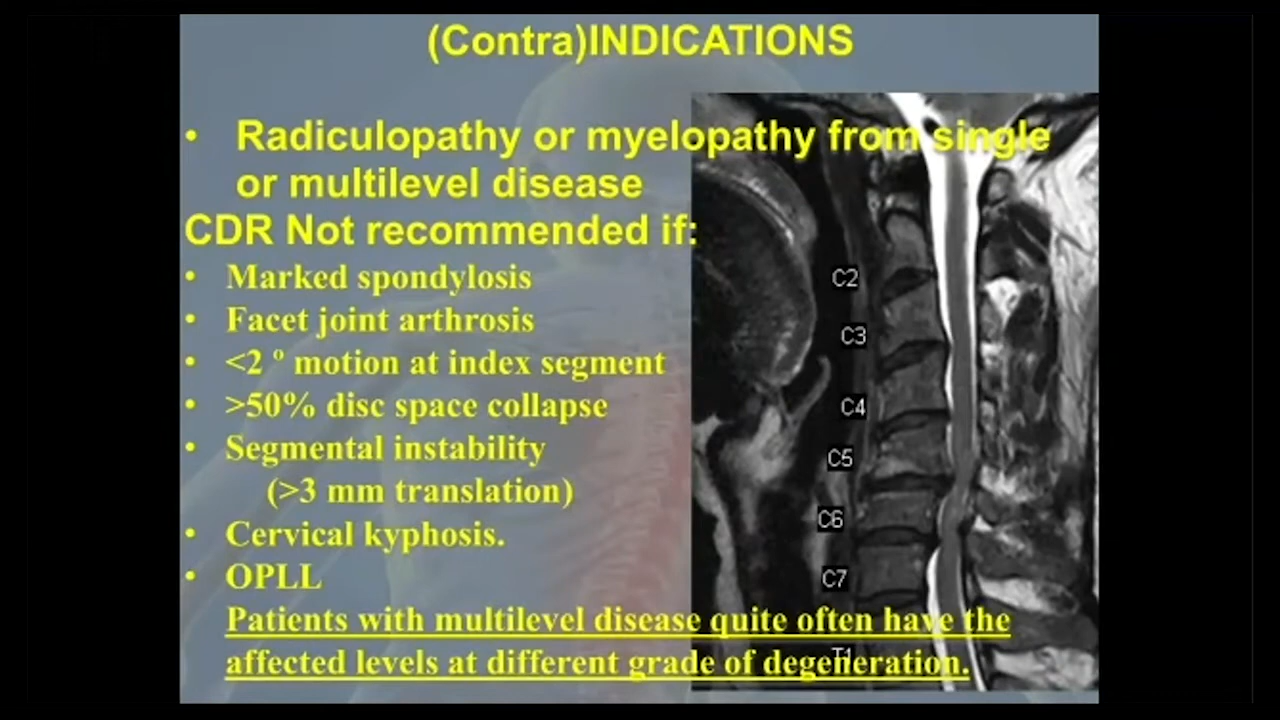 (Contra)INDICATIONS
• Radiculopathy or myelopathy from single
or multilevel disease
CDR Not recommended if:
• Marked spondylosis
• Facet joint arthrosis
• <2 º motion at index segment
• >50% disc space collapse
• Segmental instability
(>3 mm translation)
• Cervical kyphosis.
• OPLL
Patients with multilevel disease quite often have the
affected levels at different grade of degeneration.
C2
C3
C4
C5
C6
C7
T1